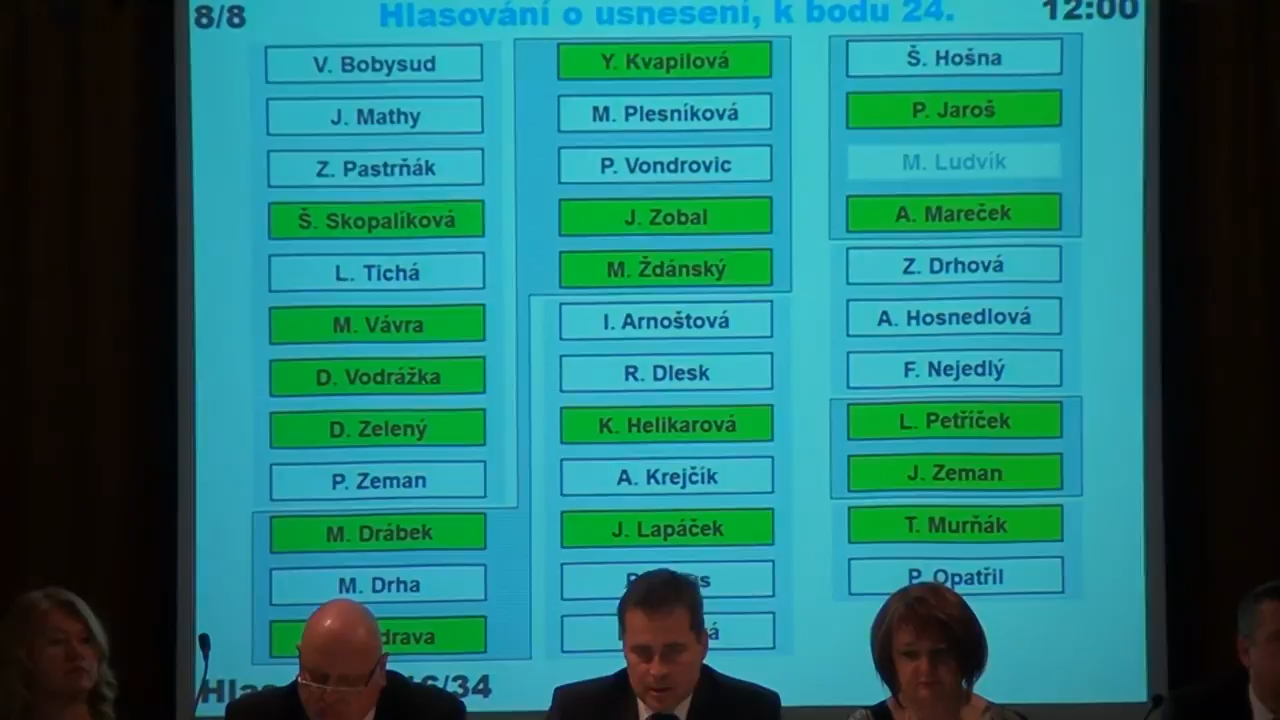 8/8
Hlasování o usnesení, k bodu 24.
12:00
V. Bobysud
J. Mathy
Z. Pastrňák
Š. Skopalíková
L. Tichá
M. Vávra
D. Vodrážka
D. Zelený
P. Zeman
M. Drábek
M. Drha
Y. Kvapilová
M. Plesníková
P. Vondrovic
J. Zobal
M. Ždánský
I. Arnoštová
R. Dlesk
K. Helikarová
A. Krejčík
J. Lapáček
Š. Hošna
P. Jaroš
M. Ludvík
A. Mareček
Z. Drhová
A. Hosnedlová
F. Nejedlý
L. Petříček
J. Zeman
T. Murňák
P. Opatřil
16/34